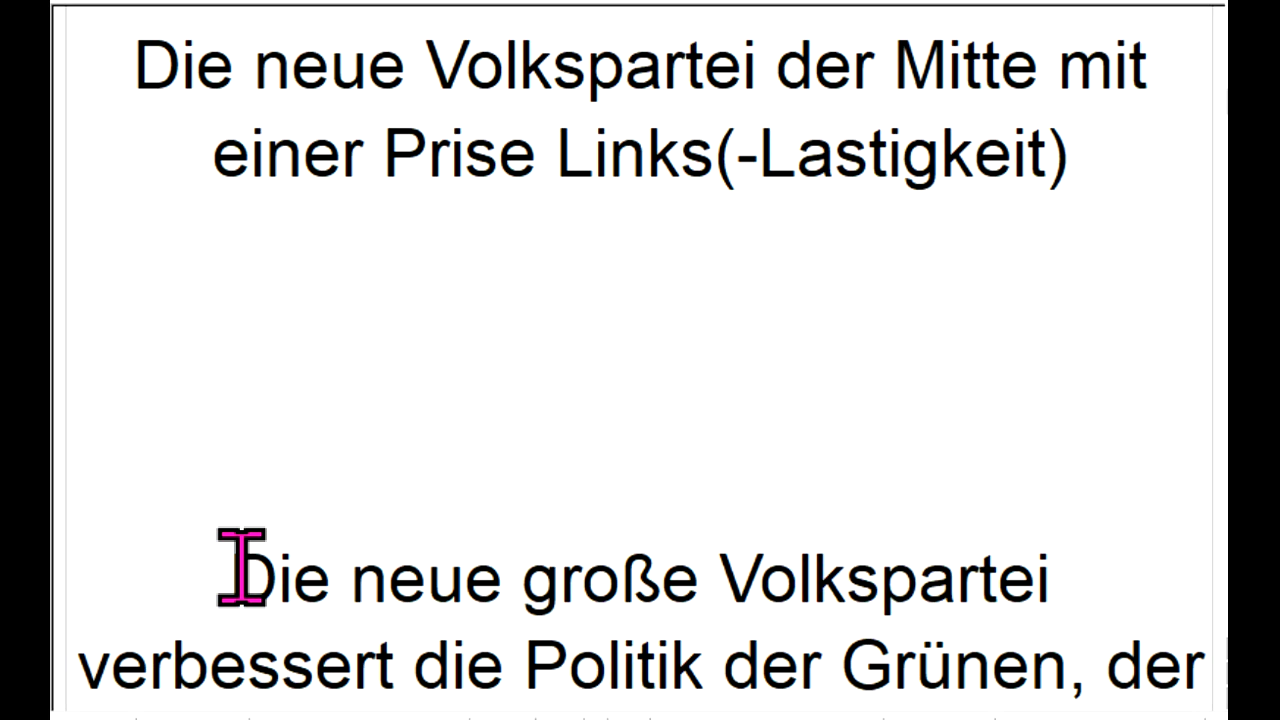 Die neue Volkspartei der Mitte mit
einer Prise Links(-Lastigkeit)
Die neue große Volkspartei
verbessert die Politik der Grünen, der